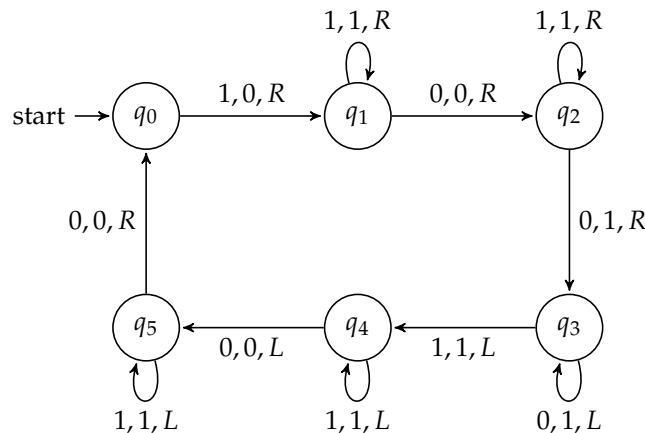 1, 1, R 1, 1, R
1, 0, R 0, 0, R
start q₀ q₁ q₂
0, 0, R 0, 1, R
q₅ q₄ q₃
0, 0, L 1, 1, L
1, 1, L 1, 1, L 0, 1, L